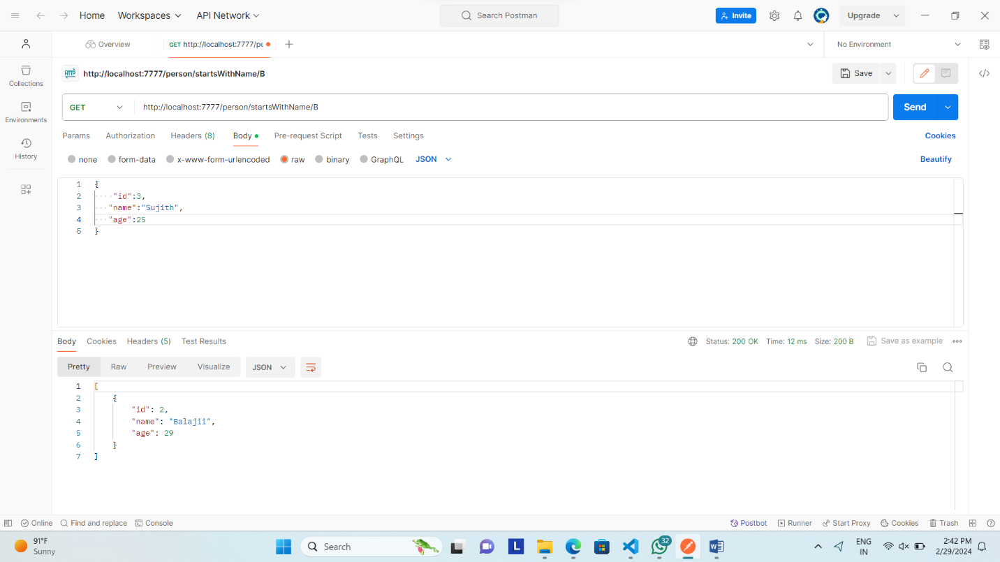 Home Workspaces API Network Search Postman Invite Upgrade
Overview GET http://localhost:7777/pe No Environment
HTTP http://localhost:7777/person/startsWithName/B Save
GET http://localhost:7777/person/startsWithName/B Send
Params Authorization Headers (8) Body Pre-request Script Tests Settings Cookies
none form-data x-www-form-urlencoded raw binary GraphQL JSON Beautify
Collections
Environments
History
1 {
2 "id":3,
3 "name":"Sujith",
4 "age":25
5 }
Body Cookies Headers (5) Test Results Status: 200 OK Time: 12 ms Size: 200 B Save as example
Pretty Raw Preview Visualize JSON
1 [
2 {
3 "id": 2,
4 "name": "Balajii",
5 "age": 29
6 }
7 ]
Online Find and replace Console Postbot Runner Start Proxy Cookies Trash
91°F
Sunny
Search
L
32
W
ENG
IN
2:42 PM
2/29/2024